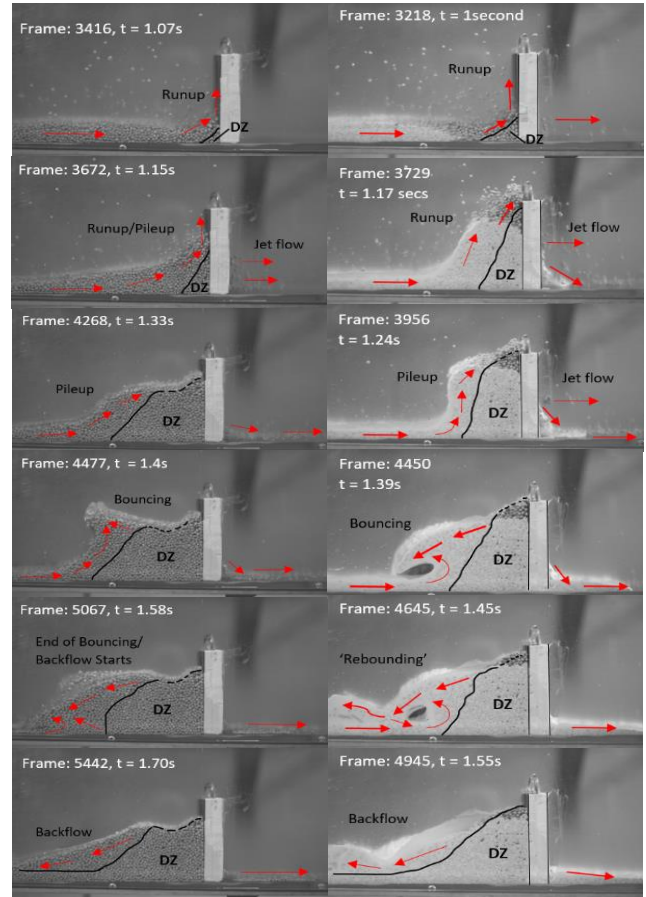 Frame: 3416, t = 1.07s
Runup
DZ
Frame: 3218, t = 1second
Runup
DZ
Frame: 3672, t = 1.15s
Runup/Pileup
Jet flow
DZ
Frame: 3729
t = 1.17 secs
Runup
Jet flow
DZ
Frame: 4268, t = 1.33s
Pileup
DZ
Frame: 3956
t = 1.24s
Pileup
Jet flow
DZ
Frame: 4477, t = 1.4s
Bouncing
DZ
Frame: 4450
t = 1.39s
Bouncing
DZ
Frame: 5067, t = 1.58s
End of Bouncing/
Backflow Starts
DZ
Frame: 4645, t = 1.45s
'Rebounding'
DZ
Frame: 5442, t = 1.70s
Backflow
DZ
Frame: 4945, t = 1.55s
Backflow
DZ